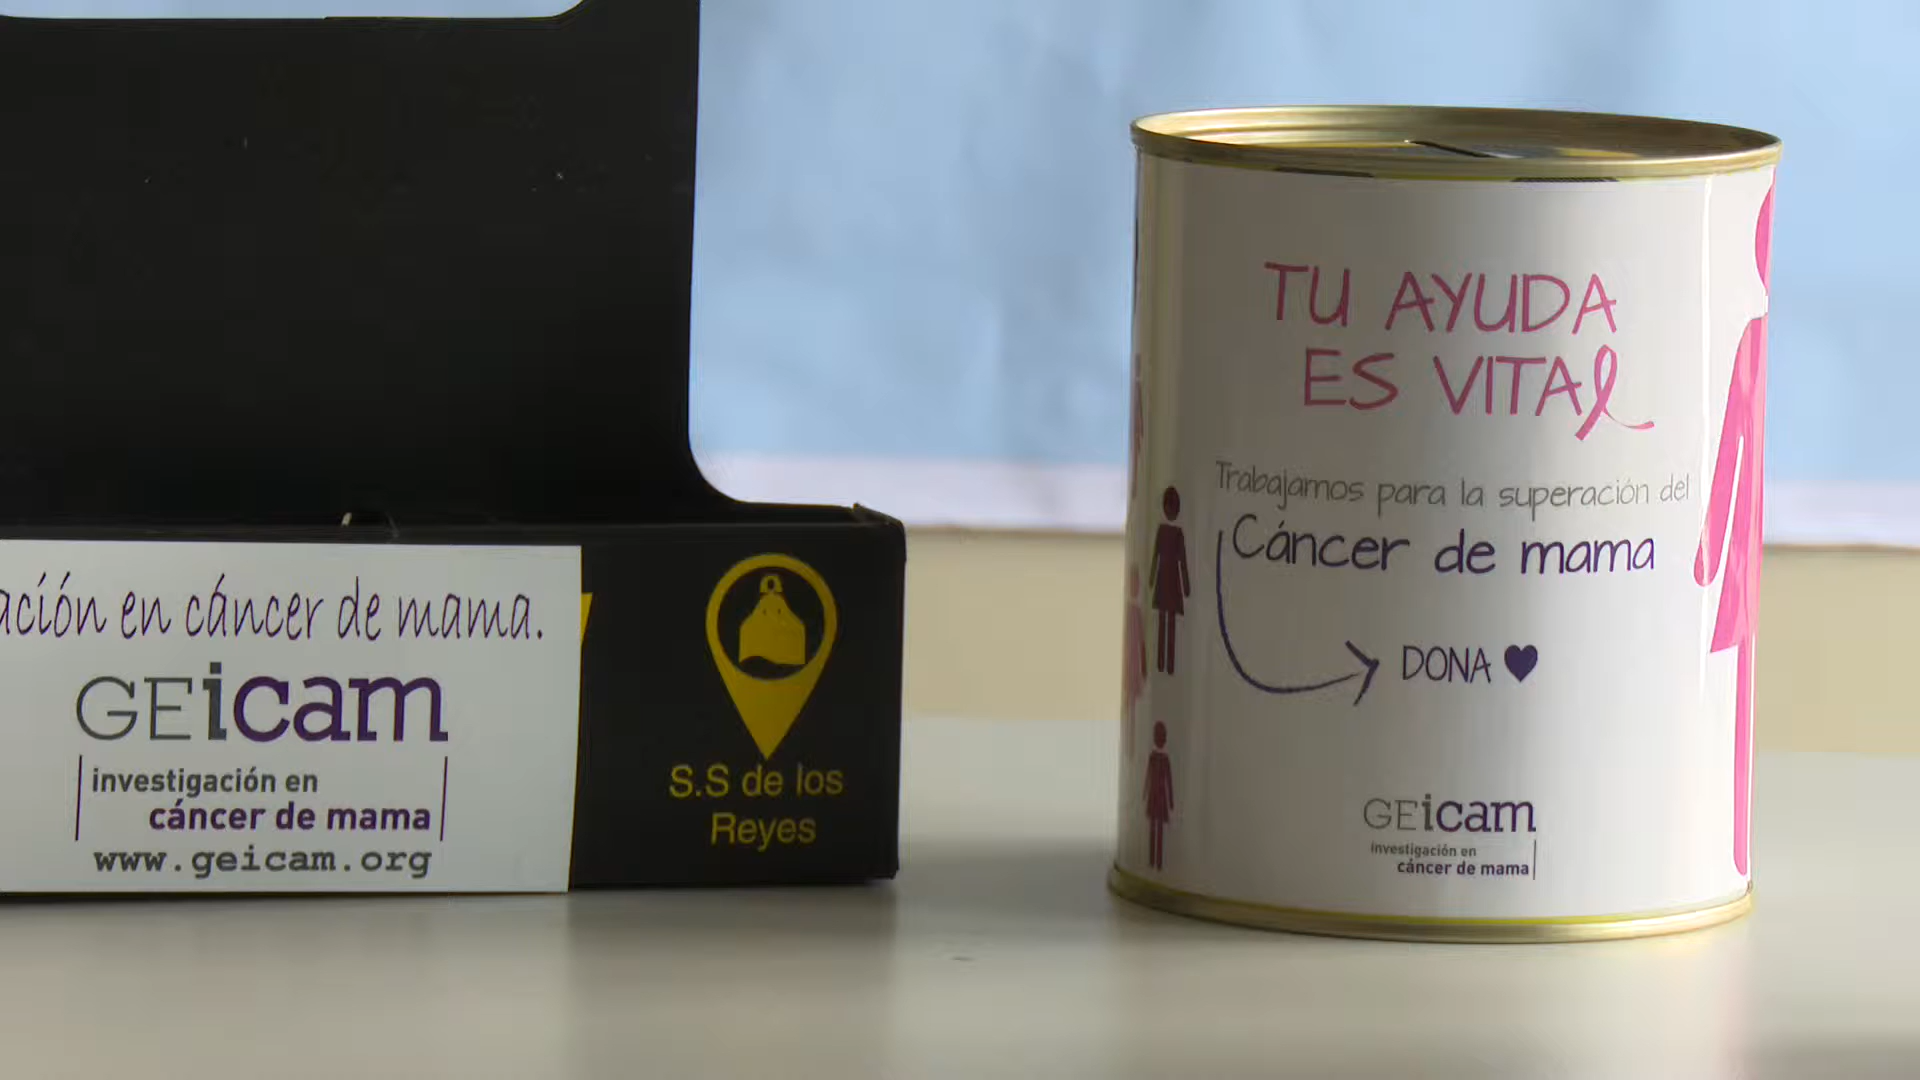 en cáncer de mama.
GEicam
investigación en
cáncer de mama
www.geicam.org
S.S de los
Reyes
TU AYUDA
ES VITAL
Trabajamos para la superación del
Cáncer de mama
DONA
GEicam
investigación en
cáncer de mama